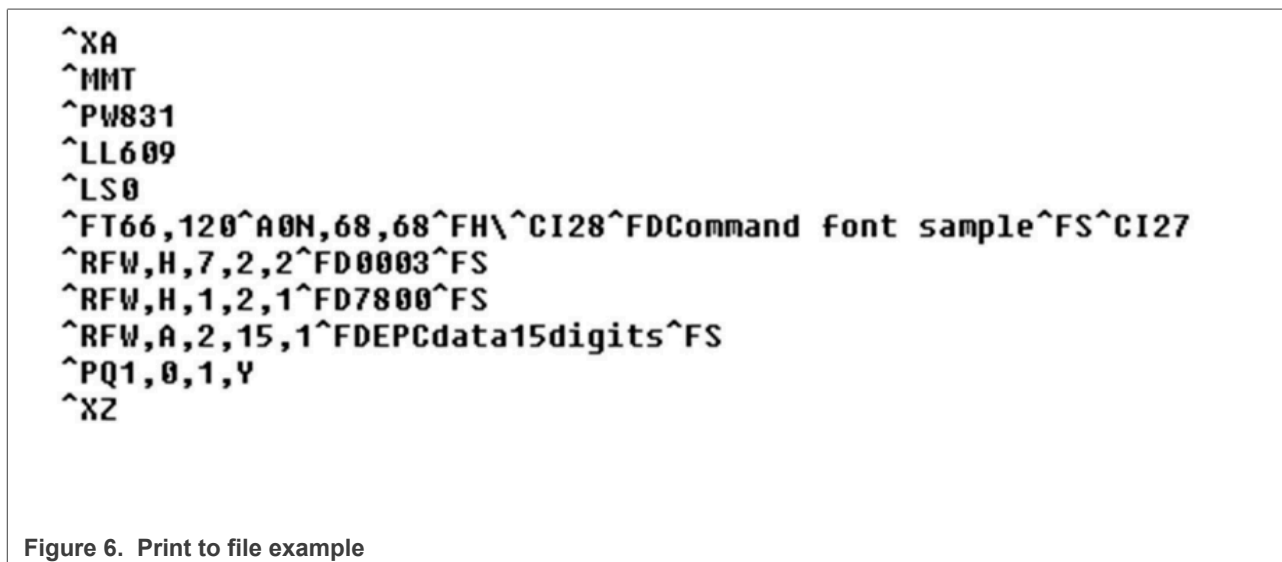 ^XA
^MMT
^PW831
^LL609
^LS0
^FT66,120^A0N,68,68^FH\^CI28^FDCommand font sample^FS^CI27
^RFW,H,7,2,2^FD0003^FS
^RFW,H,1,2,1^FD7800^FS
^RFW,A,2,15,1^FDEPCdata15digits^FS
^PQ1,0,1,Y
^XZ
Figure 6. Print to file example